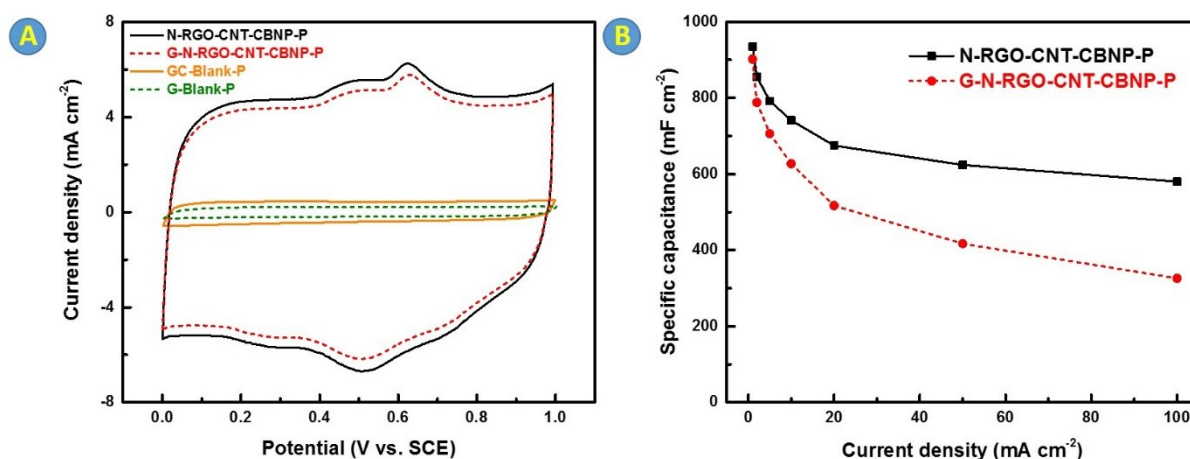 A
Current density (mA cm⁻²)
8
4
0
-4
-8
N-RGO-CNT-CBNP-P
G-N-RGO-CNT-CBNP-P
GC-Blank-P
G-Blank-P
0.0 0.2 0.4 0.6 0.8 1.0
Potential (V vs. SCE)
B
Specific capacitance (mF cm⁻²)
1000
800
600
400
200
0
N-RGO-CNT-CBNP-P
G-N-RGO-CNT-CBNP-P
0 20 40 60 80 100
Current density (mA cm⁻²)